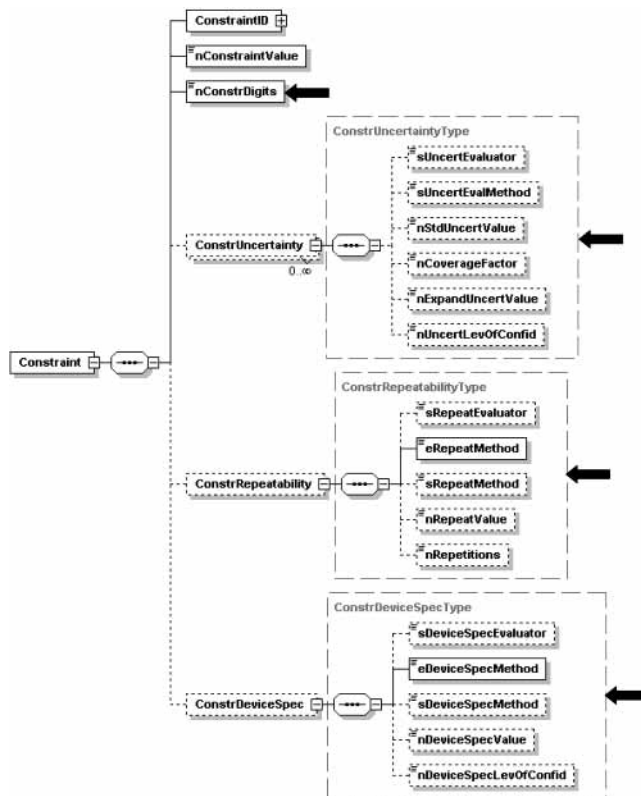 ConstraintID
nConstraintValue
nConstrDigits
ConstrUncertaintyType
sUncertEvaluator
sUncertEvalMethod
nStdUncertValue
ConstrUncertainty
0..∞
nCoverageFactor
nExpandUncertValue
nUncertLevOfConfid
Constraint
ConstrRepeatabilityType
sRepeatEvaluator
eRepeatMethod
ConstrRepeatability
sRepeatMethod
nRepeatValue
nRepetitions
ConstrDeviceSpecType
sDeviceSpecEvaluator
eDeviceSpecMethod
ConstrDeviceSpec
sDeviceSpecMethod
nDeviceSpecValue
nDeviceSpecLevOfConfid